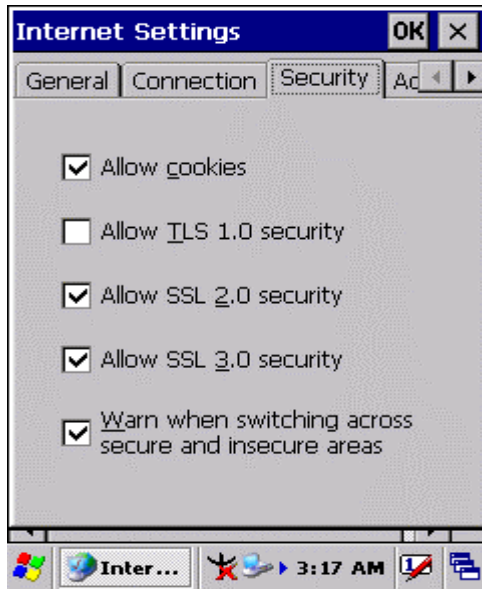 Internet Settings OK ×
General Connection Security Ad
Allow cookies
Allow TLS 1.0 security
Allow SSL 2.0 security
Allow SSL 3.0 security
Warn when switching across
secure and insecure areas
Inter... 3:17 AM